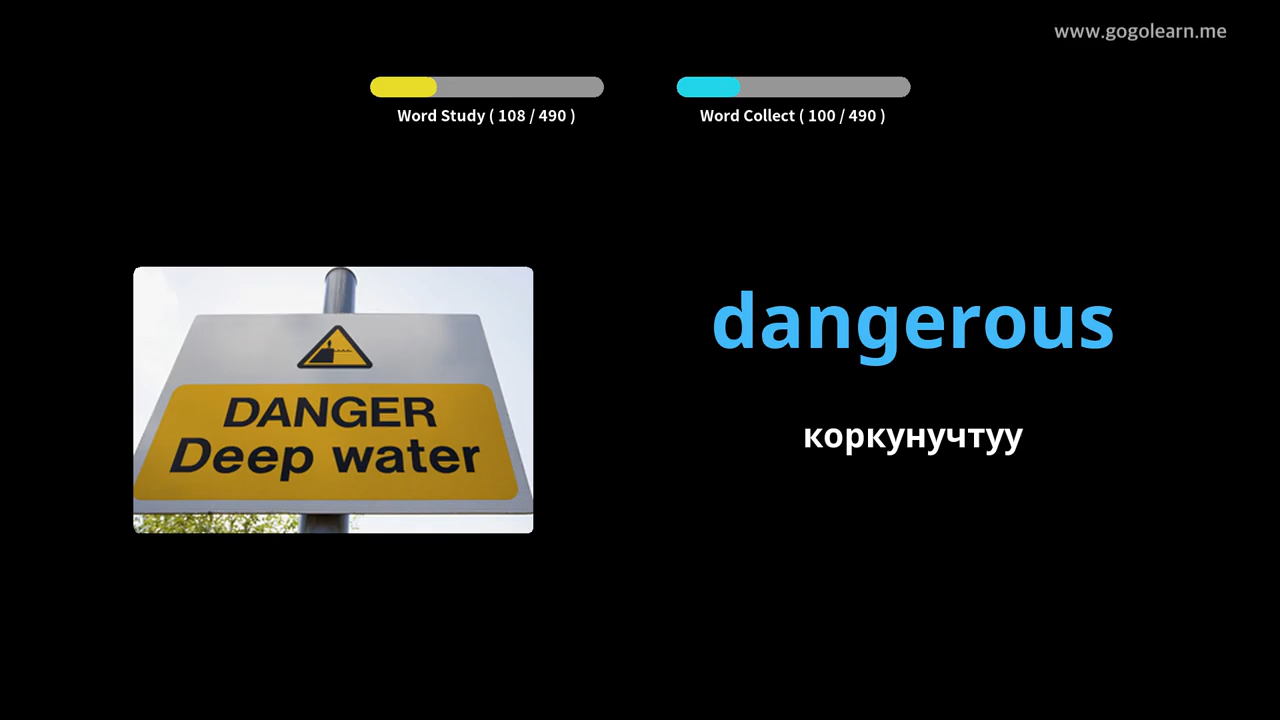 www.gogolearn.me
Word Study ( 108 / 490 )
Word Collect ( 100 / 490 )
DANGER
Deep water
dangerous
коркунучтуу